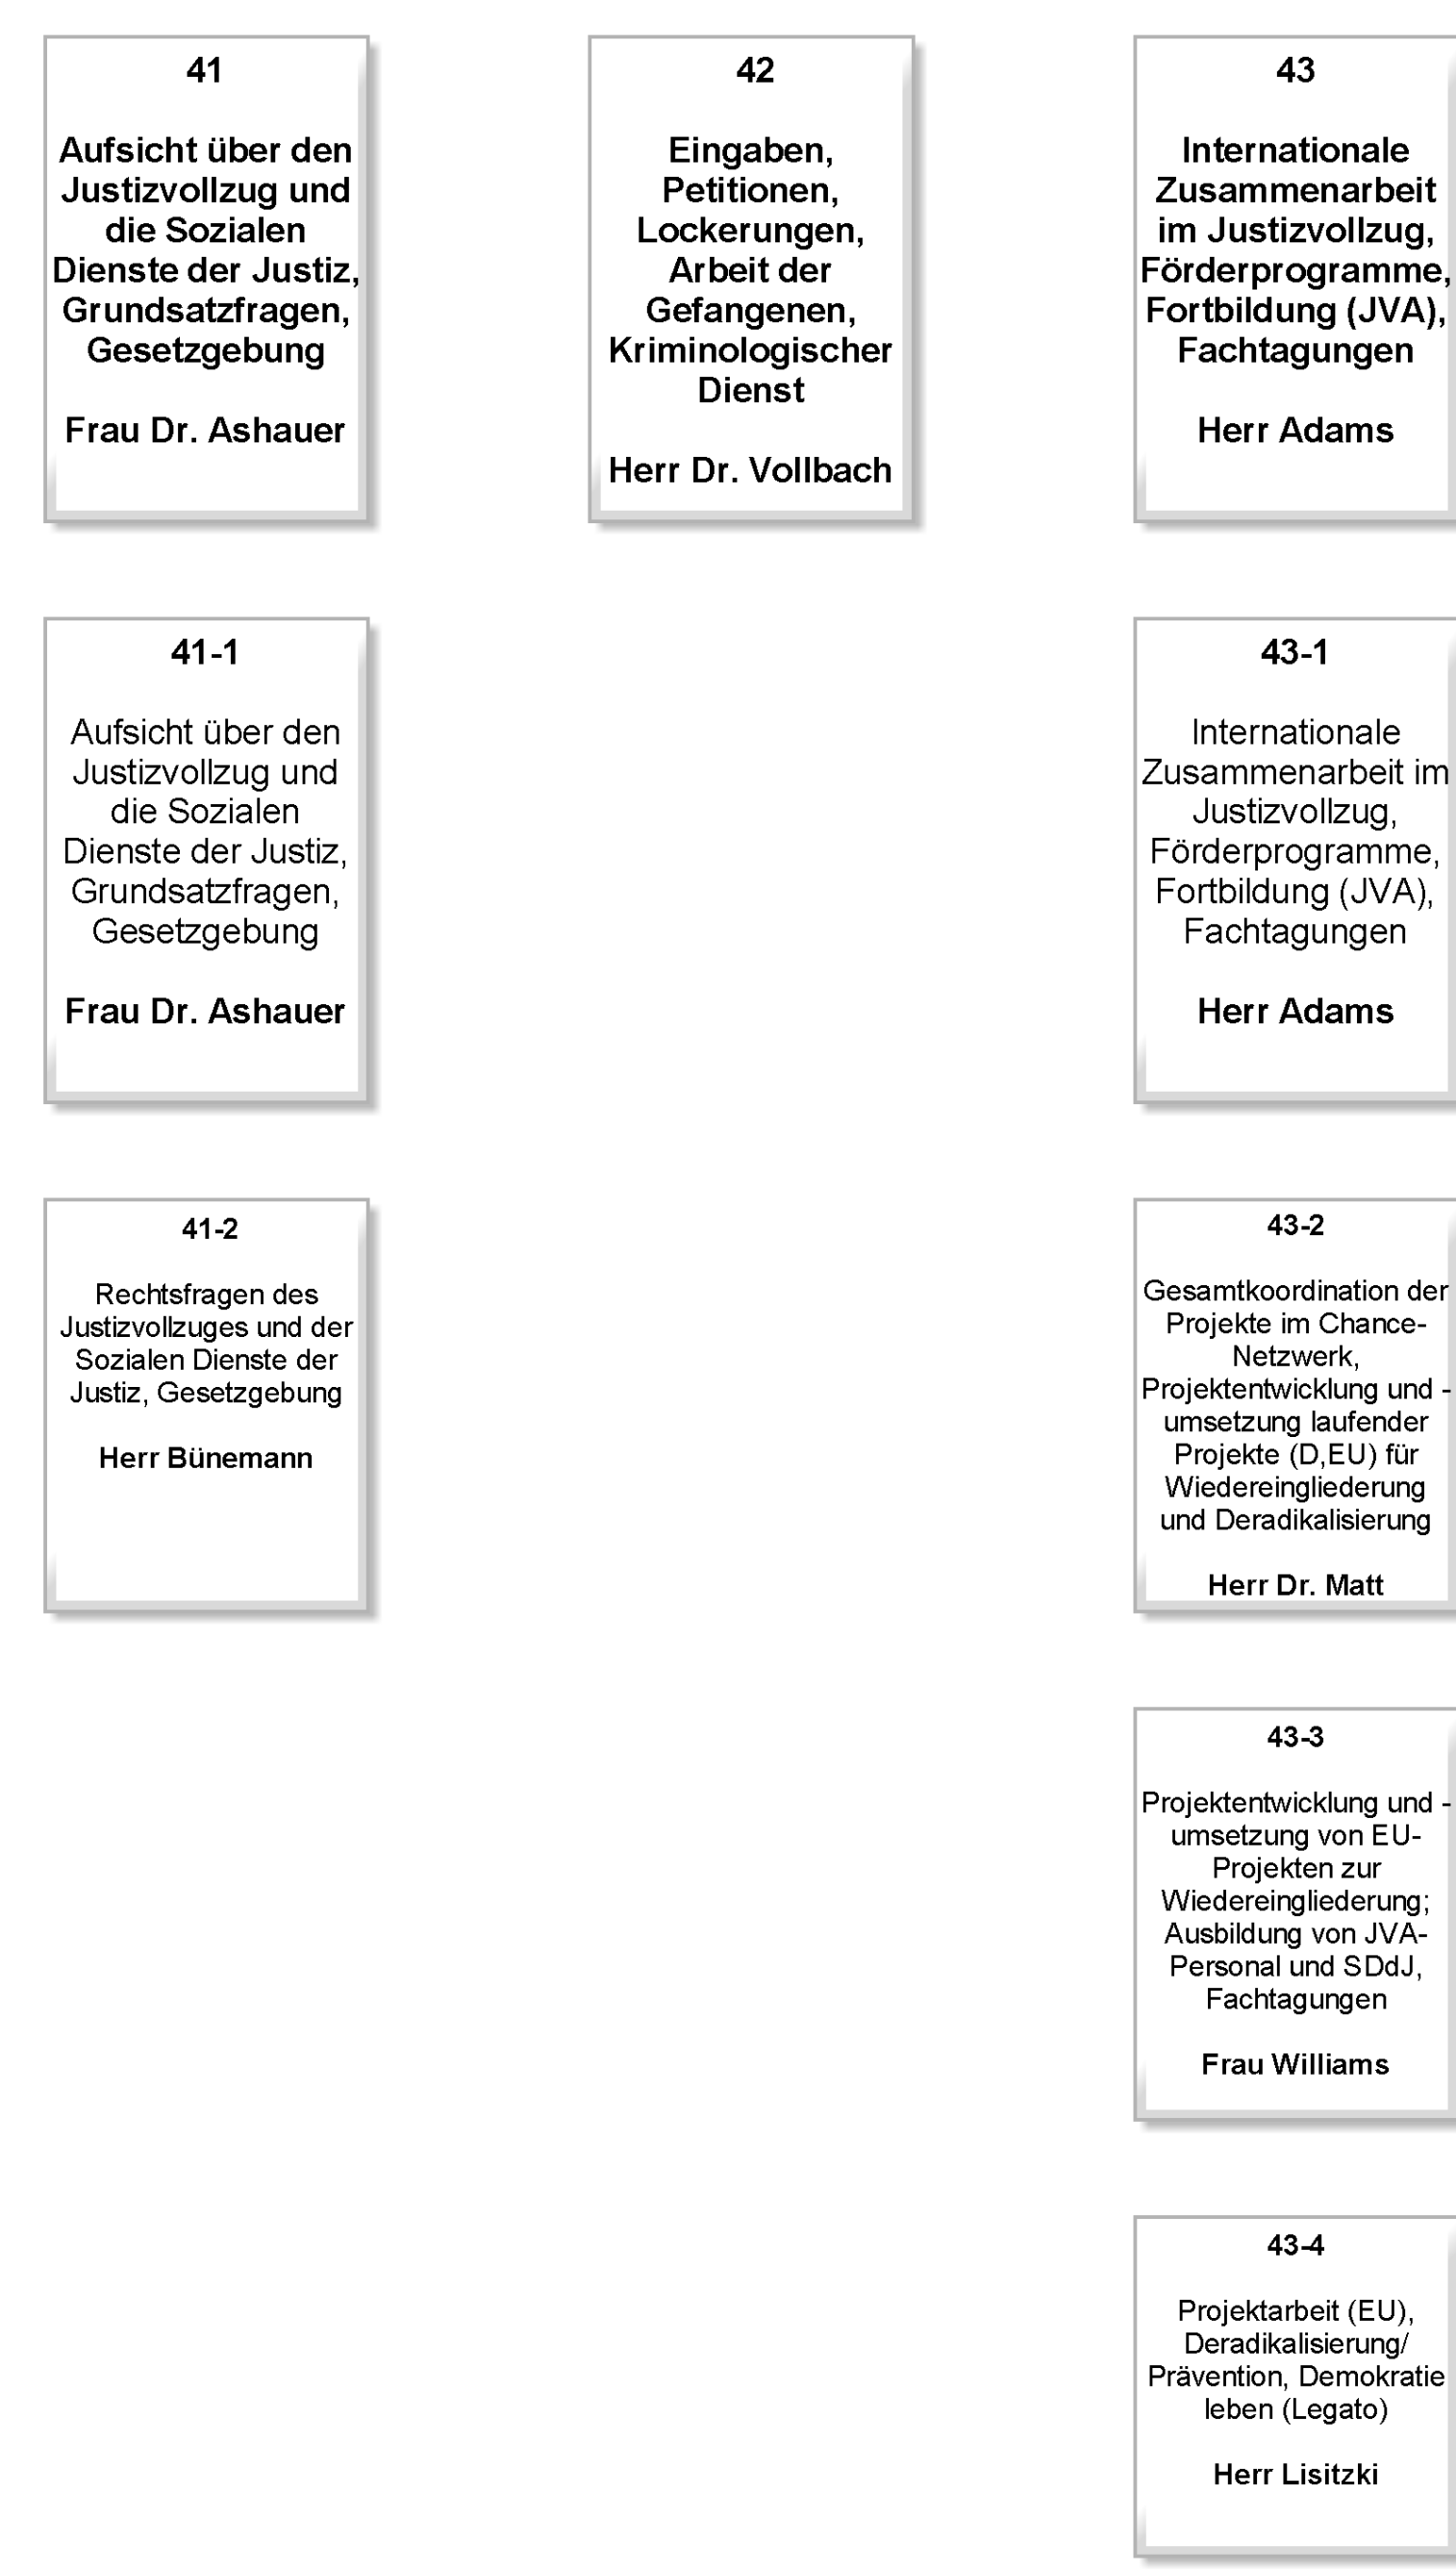 41
Aufsicht über den
Justizvollzug und
die Sozialen
Dienste der Justiz,
Grundsatzfragen,
Gesetzgebung
Frau Dr. Ashauer
42
Eingaben,
Petitionen,
Lockerungen,
Arbeit der
Gefangenen,
Kriminologischer
Dienst
Herr Dr. Vollbach
43
Internationale
Zusammenarbeit
im Justizvollzug,
Förderprogramme,
Fortbildung (JVA),
Fachtagungen
Herr Adams
41-1
Aufsicht über den
Justizvollzug und
die Sozialen
Dienste der Justiz,
Grundsatzfragen,
Gesetzgebung
Frau Dr. Ashauer
43-1
Internationale
Zusammenarbeit im
Justizvollzug,
Förderprogramme,
Fortbildung (JVA),
Fachtagungen
Herr Adams
41-2
Rechtsfragen des
Justizvollzuges und der
Sozialen Dienste der
Justiz, Gesetzgebung
Herr Bünemann
43-2
Gesamtkoordination der
Projekte im Chance-
Netzwerk,
Projektentwicklung und -
umsetzung laufender
Projekte (D,EU) für
Wiedereingliederung
und Deradikalisierung
Herr Dr. Matt
43-3
Projektentwicklung und -
umsetzung von EU-
Projekten zur
Wiedereingliederung;
Ausbildung von JVA-
Personal und SDdJ,
Fachtagungen
Frau Williams
43-4
Projektarbeit (EU),
Deradikalisierung/
Prävention, Demokratie
leben (Legato)
Herr Lisitzki